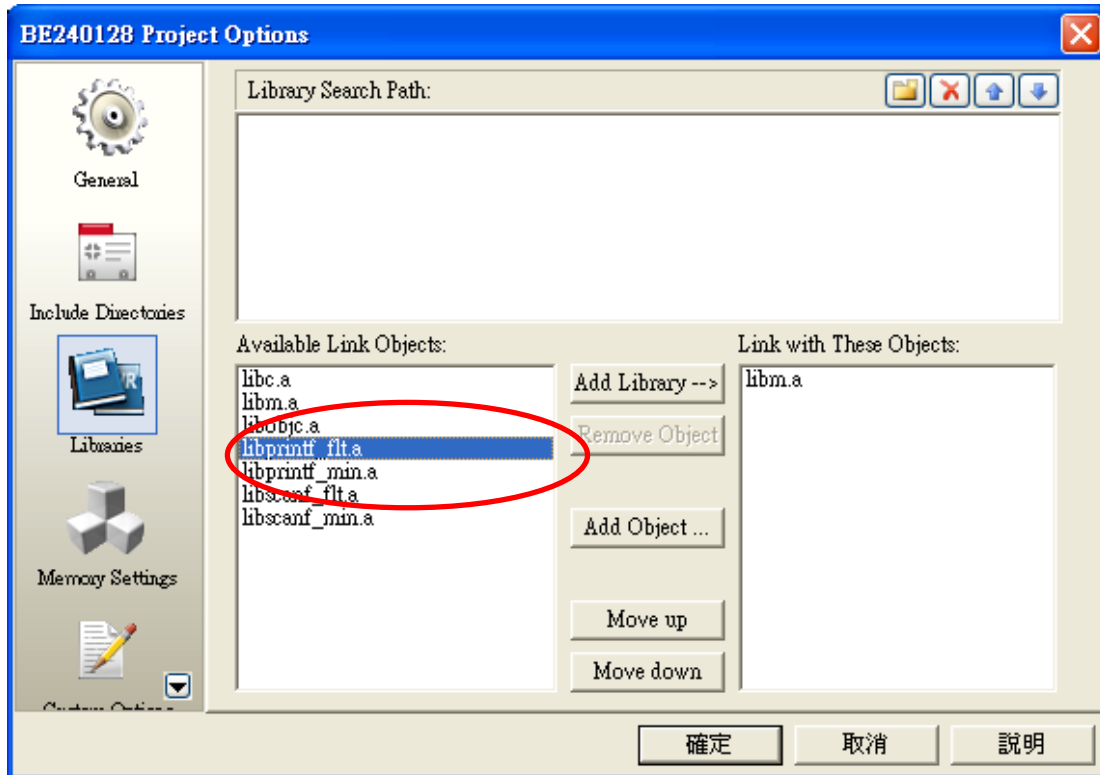 BE240128 Project Options
General
Include Directories
Libraries
Memory Settings
Library Search Path:
Available Link Objects:
libc.a
libm.a
libobjc.a
libprintf_flt.a
libprintf_min.a
libscanf_flt.a
libscanf_min.a
Add Library -->
Remove Object
Add Object ...
Move up
Move down
Link with These Objects:
libm.a
確定
取消
說明